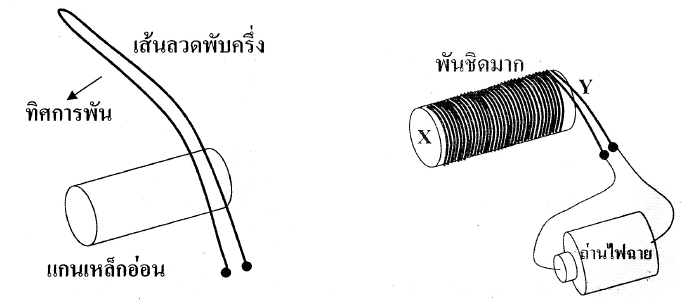 เส้นลวดพับครึ่ง
ทิศการพัน
แกนเหล็กอ่อน
พันชิดมาก
Y
X
ถ่านไฟฉาย